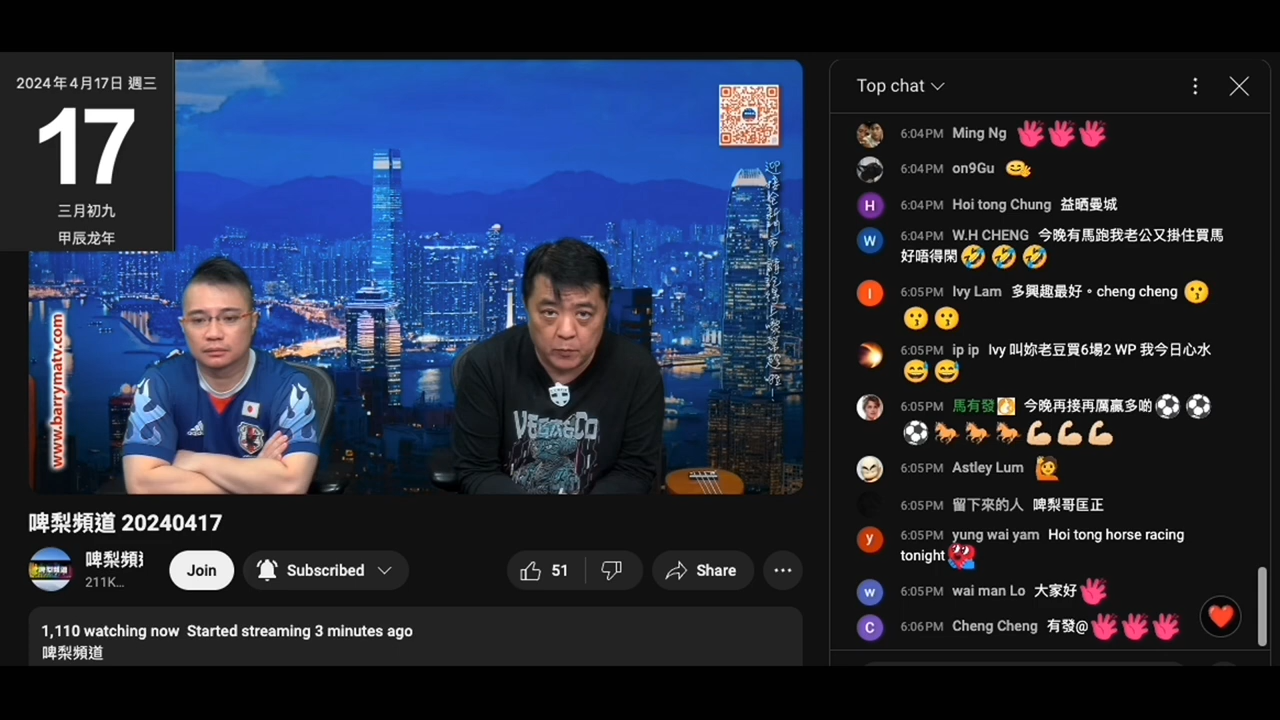 2024年4月17日 週三
17
三月初九
甲辰龙年
www.barrymatv.com
adidas
VEGA&CO
啤梨頻道 20240417
啤梨頻道
211K...
Join
Subscribed
51
Share
1,110 watching now Started streaming 3 minutes ago
啤梨頻道
Top chat
6:04PM Ming Ng
6:04PM on9Gu
H 6:04PM Hoi tong Chung 益晒曼城
W 6:04PM W.H CHENG 今晚有馬跑我老公又掛住買馬
好唔得閑
I 6:05PM Ivy Lam 多興趣最好。cheng cheng
6:05PM ip ip Ivy 叫妳老豆買6場2 WP 我今日心水
6:05PM 馬有發 今晚再接再厲贏多啲
6:05PM Astley Lum
6:05PM 留下來的人 啤梨哥匡正
y 6:05PM yung wai yam Hoi tong horse racing
tonight
w 6:05PM wai man Lo 大家好
C 6:06PM Cheng Cheng 有發@